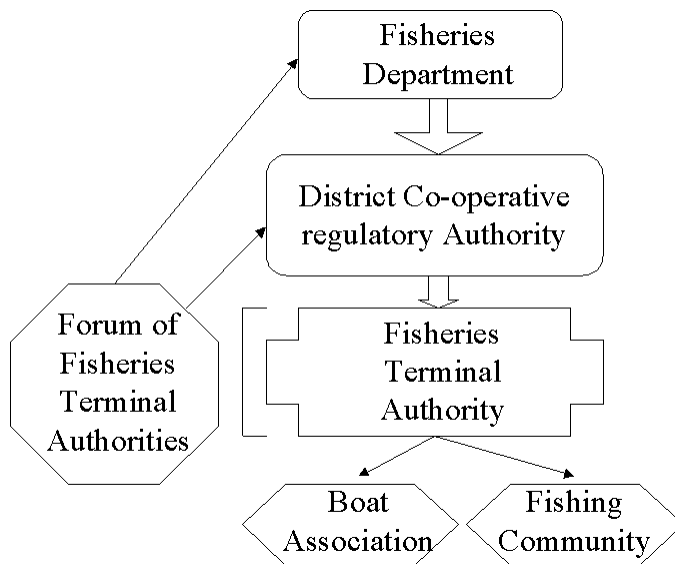 Fisheries
Department
District Co-operative
regulatory Authority
Forum of
Fisheries
Terminal
Authorities
Fisheries
Terminal
Authority
Boat
Association
Fishing
Community